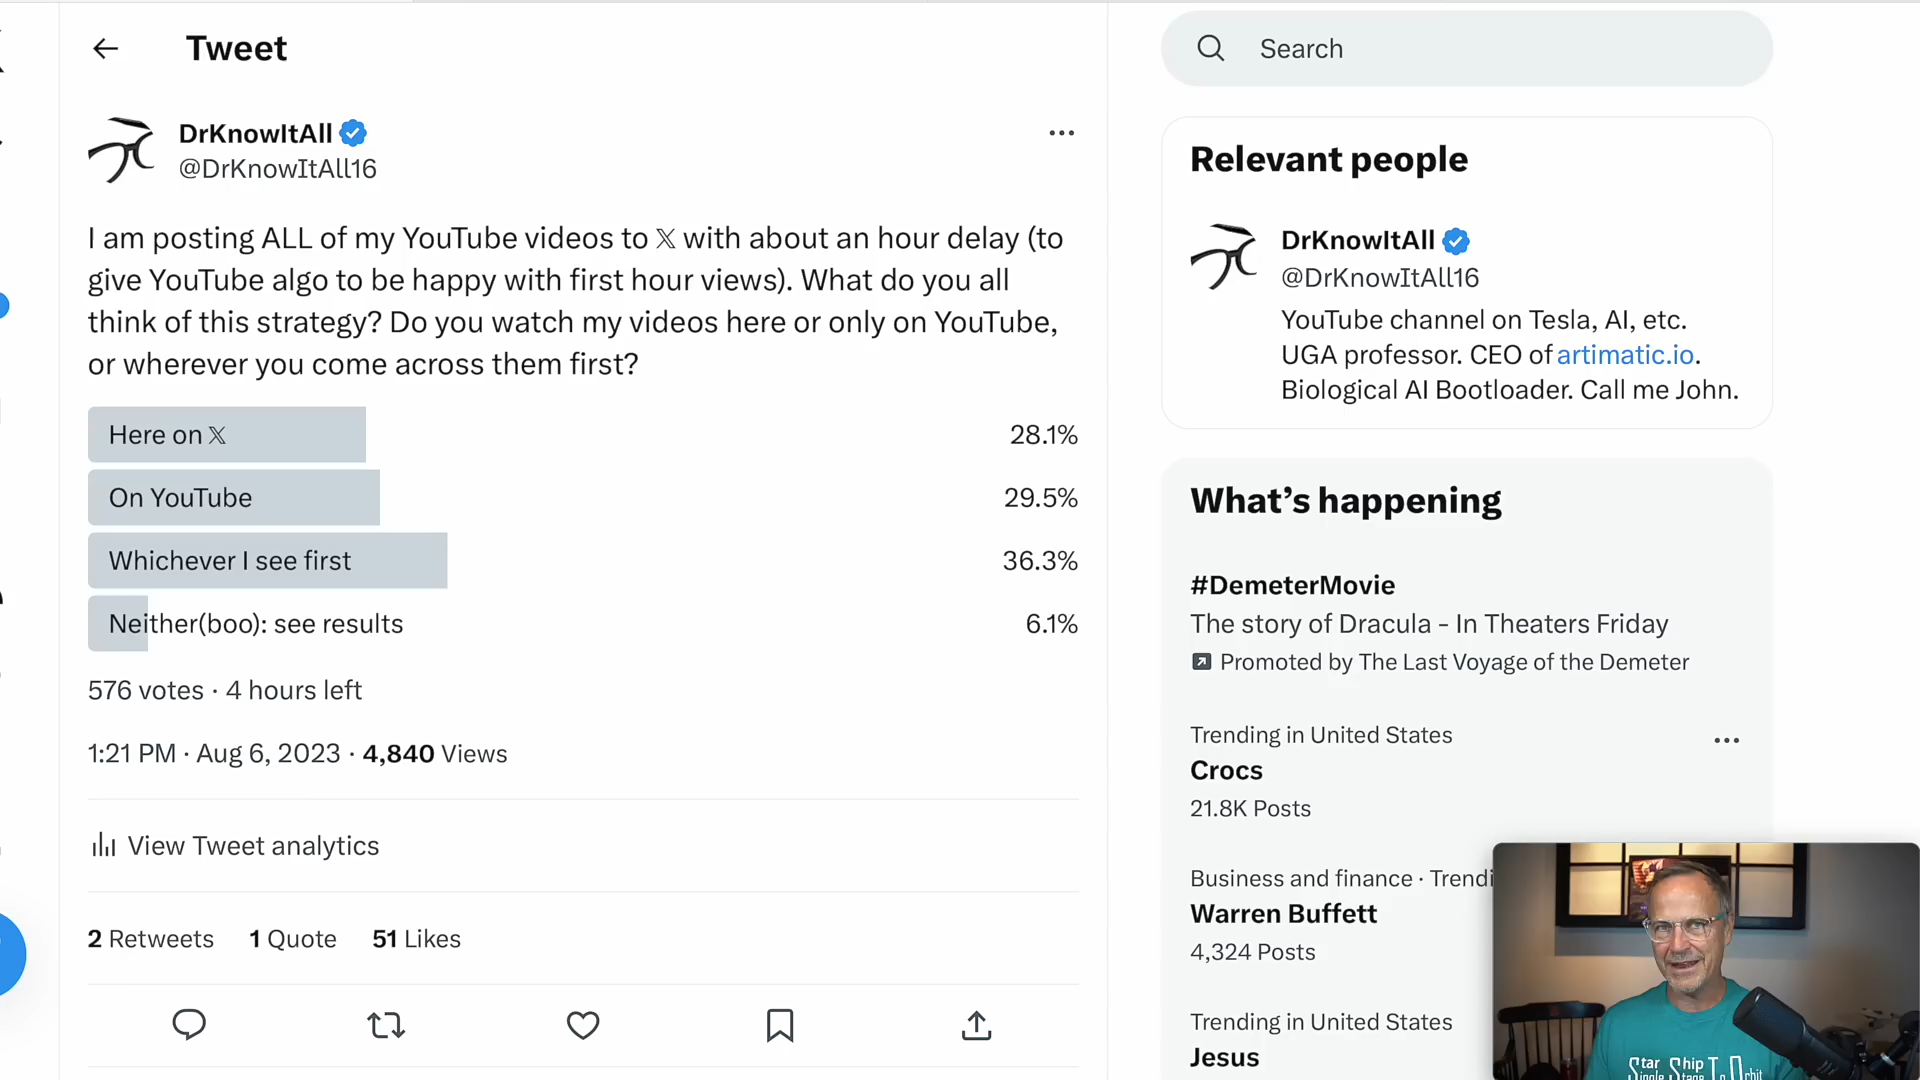 Tweet
DrKnowItAll
@DrKnowItAll16
I am posting ALL of my YouTube videos to 𝕏 with about an hour delay (to
give YouTube algo to be happy with first hour views). What do you all
think of this strategy? Do you watch my videos here or only on YouTube,
or wherever you come across them first?
Here on 𝕏 28.1%
On YouTube 29.5%
Whichever I see first 36.3%
Neither(boo): see results 6.1%
576 votes · 4 hours left
1:21 PM · Aug 6, 2023 · 4,840 Views
View Tweet analytics
2 Retweets 1 Quote 51 Likes
Search
Relevant people
DrKnowItAll
@DrKnowItAll16
YouTube channel on Tesla, AI, etc.
UGA professor. CEO of artimatic.io.
Biological AI Bootloader. Call me John.
What's happening
#DemeterMovie
The story of Dracula - In Theaters Friday
Promoted by The Last Voyage of the Demeter
Trending in United States
Crocs
21.8K Posts
Business and finance · Trendi
Warren Buffett
4,324 Posts
Trending in United States
Jesus
Star Ship To Orbit
Single Stage